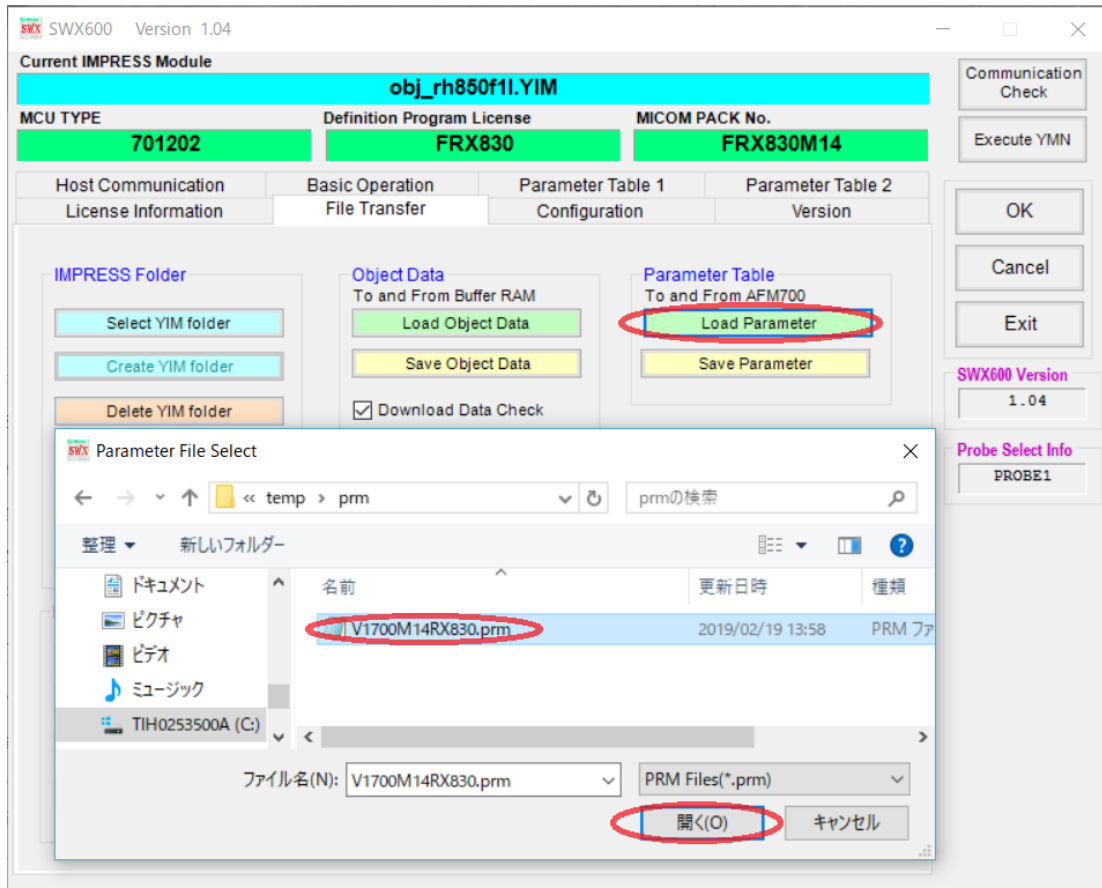 SWX600 Version 1.04
Current IMPRESS Module
obj_rh850f1l.YIM
MCU TYPE
Definition Program License
MICOM PACK No.
701202
FRX830
FRX830M14
Communication
Check
Execute YMN
Host Communication
Basic Operation
Parameter Table 1
Parameter Table 2
License Information
File Transfer
Configuration
Version
OK
Cancel
Exit
SWX600 Version
1.04
Probe Select Info
PROBE1
IMPRESS Folder
Select YIM folder
Create YIM folder
Delete YIM folder
Object Data
To and From Buffer RAM
Load Object Data
Save Object Data
Download Data Check
Parameter Table
To and From AFM700
Load Parameter
Save Parameter
SWX Parameter File Select
« temp › prm
prmの検索
整理
新しいフォルダー
ドキュメント
ピクチャ
ビデオ
ミュージック
TIH0253500A (C:)
名前
更新日時
種類
V1700M14RX830.prm
2019/02/19 13:58
PRM ファ
ファイル名(N):
V1700M14RX830.prm
PRM Files(*.prm)
開く(O)
キャンセル